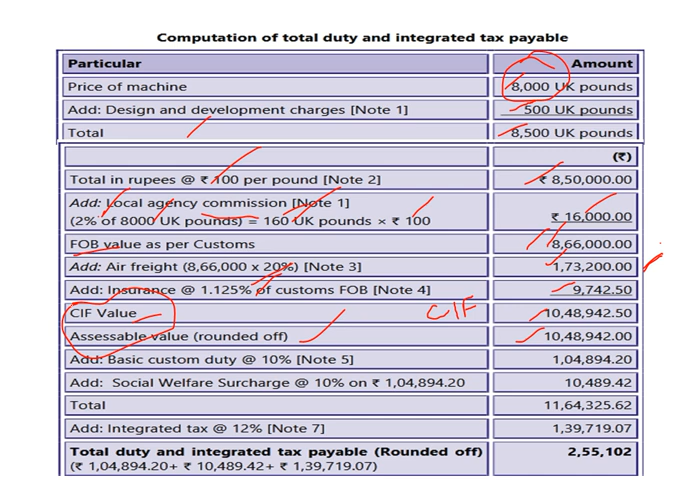 Computation of total duty and integrated tax payable
Particular Amount
Price of machine 8,000 UK pounds
Add: Design and development charges [Note 1] 500 UK pounds
Total 8,500 UK pounds
(₹)
Total in rupees @ ₹ 100 per pound [Note 2] ₹ 8,50,000.00
Add: Local agency commission [Note 1]
(2% of 8000 UK pounds) = 160 UK pounds × ₹ 100 ₹ 16,000.00
FOB value as per Customs 8,66,000.00
Add: Air freight (8,66,000 x 20%) [Note 3] 1,73,200.00
Add: Insurance @ 1.125% of customs FOB [Note 4] 9,742.50
CIF Value CIF 10,48,942.50
Assessable value (rounded off) 10,48,942.00
Add: Basic custom duty @ 10% [Note 5] 1,04,894.20
Add: Social Welfare Surcharge @ 10% on ₹ 1,04,894.20 10,489.42
Total 11,64,325.62
Add: Integrated tax @ 12% [Note 7] 1,39,719.07
Total duty and integrated tax payable (Rounded off) 2,55,102
(₹ 1,04,894.20+ ₹ 10,489.42+ ₹ 1,39,719.07)